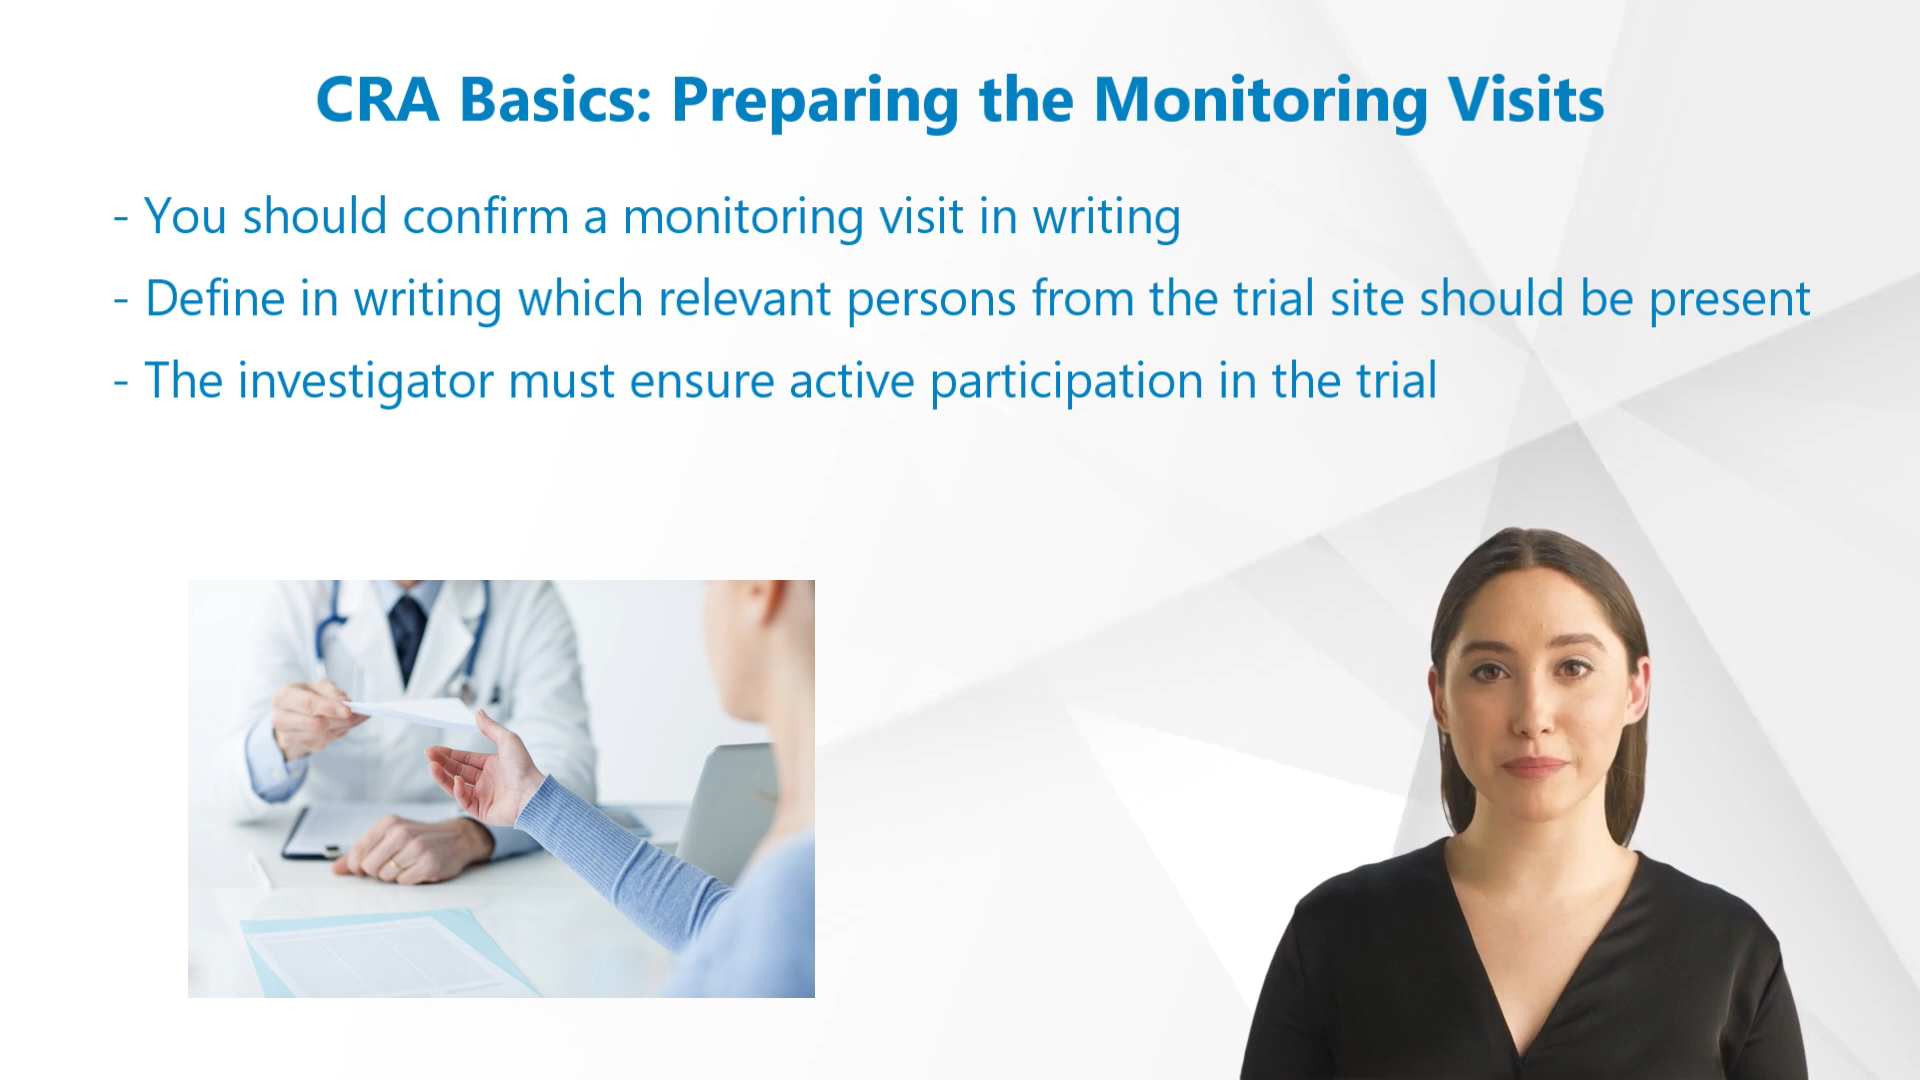 CRA Basics: Preparing the Monitoring Visits
- You should confirm a monitoring visit in writing
- Define in writing which relevant persons from the trial site should be present
- The investigator must ensure active participation in the trial